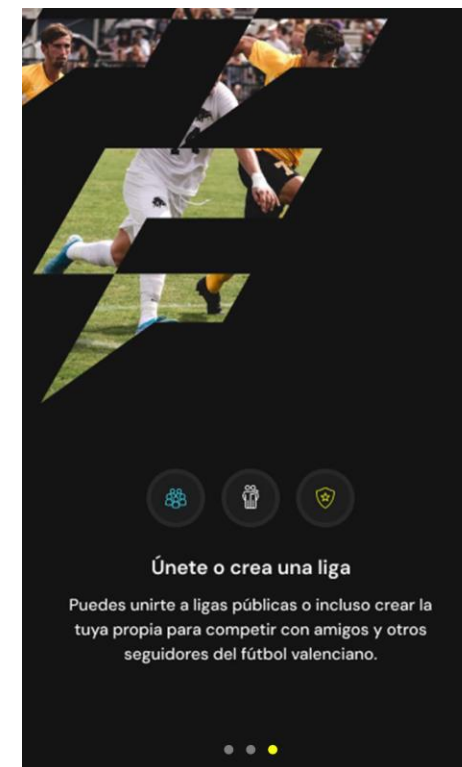 Únete o crea una liga
Puedes unirte a ligas públicas o incluso crear la
tuya propia para competir con amigos y otros
seguidores del fútbol valenciano.